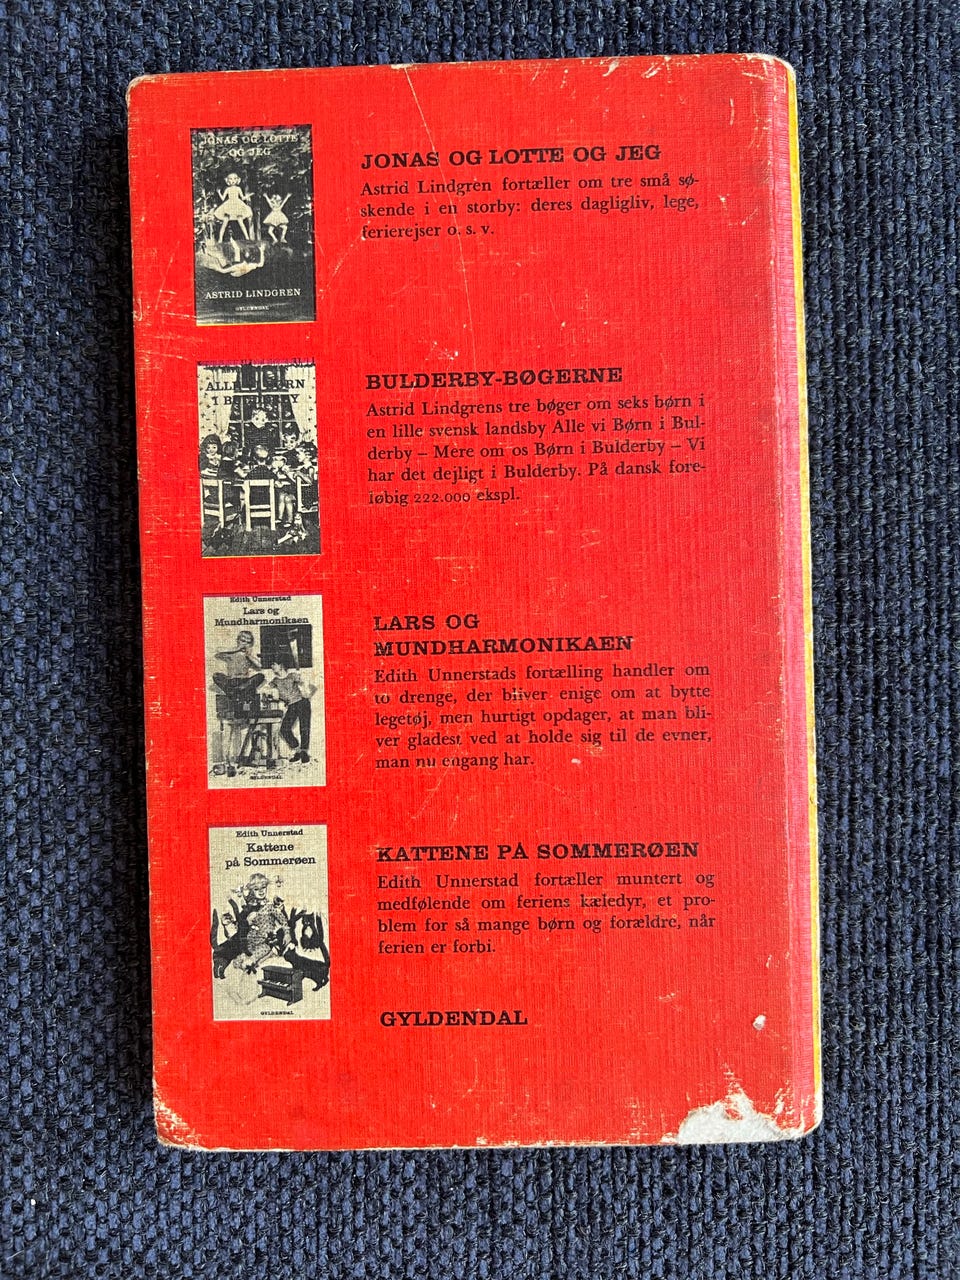 JONAS OG LOTTE
OG JEG
ASTRID LINDGREN
GYLDENDAL
JONAS OG LOTTE OG JEG
Astrid Lindgren fortæller om tre små sø-
skende i en storby: deres dagligliv, lege,
ferierejser o. s. v.
ALLE VI BØRN
I BULDERBY
BULDERBY-BØGERNE
Astrid Lindgrens tre bøger om seks børn i
en lille svensk landsby Alle vi Børn i Bul-
derby – Mere om os Børn i Bulderby – Vi
har det dejligt i Bulderby. På dansk fore-
løbig 222.000 ekspl.
Edith Unnerstad
Lars og
Mundharmonikaen
GYLDENDAL
LARS OG
MUNDHARMONIKAEN
Edith Unnerstads fortælling handler om
to drenge, der bliver enige om at bytte
legetøj, men hurtigt opdager, at man bli-
ver gladest ved at holde sig til de evner,
man nu engang har.
Edith Unnerstad
Kattene
på Sommerøen
GYLDENDAL
KATTENE PÅ SOMMERØEN
Edith Unnerstad fortæller muntert og
medfølende om feriens kæledyr, et pro-
blem for så mange børn og forældre, når
ferien er forbi.
GYLDENDAL